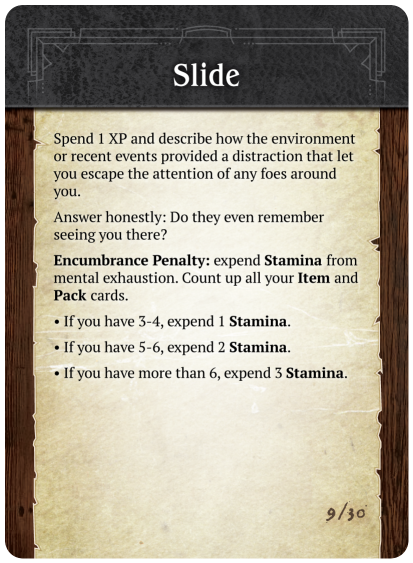 Slide
Spend 1 XP and describe how the environment
or recent events provided a distraction that let
you escape the attention of any foes around
you.
Answer honestly: Do they even remember
seeing you there?
Encumbrance Penalty: expend Stamina from
mental exhaustion. Count up all your Item and
Pack cards.
• If you have 3-4, expend 1 Stamina.
• If you have 5-6, expend 2 Stamina.
• If you have more than 6, expend 3 Stamina.
9/30